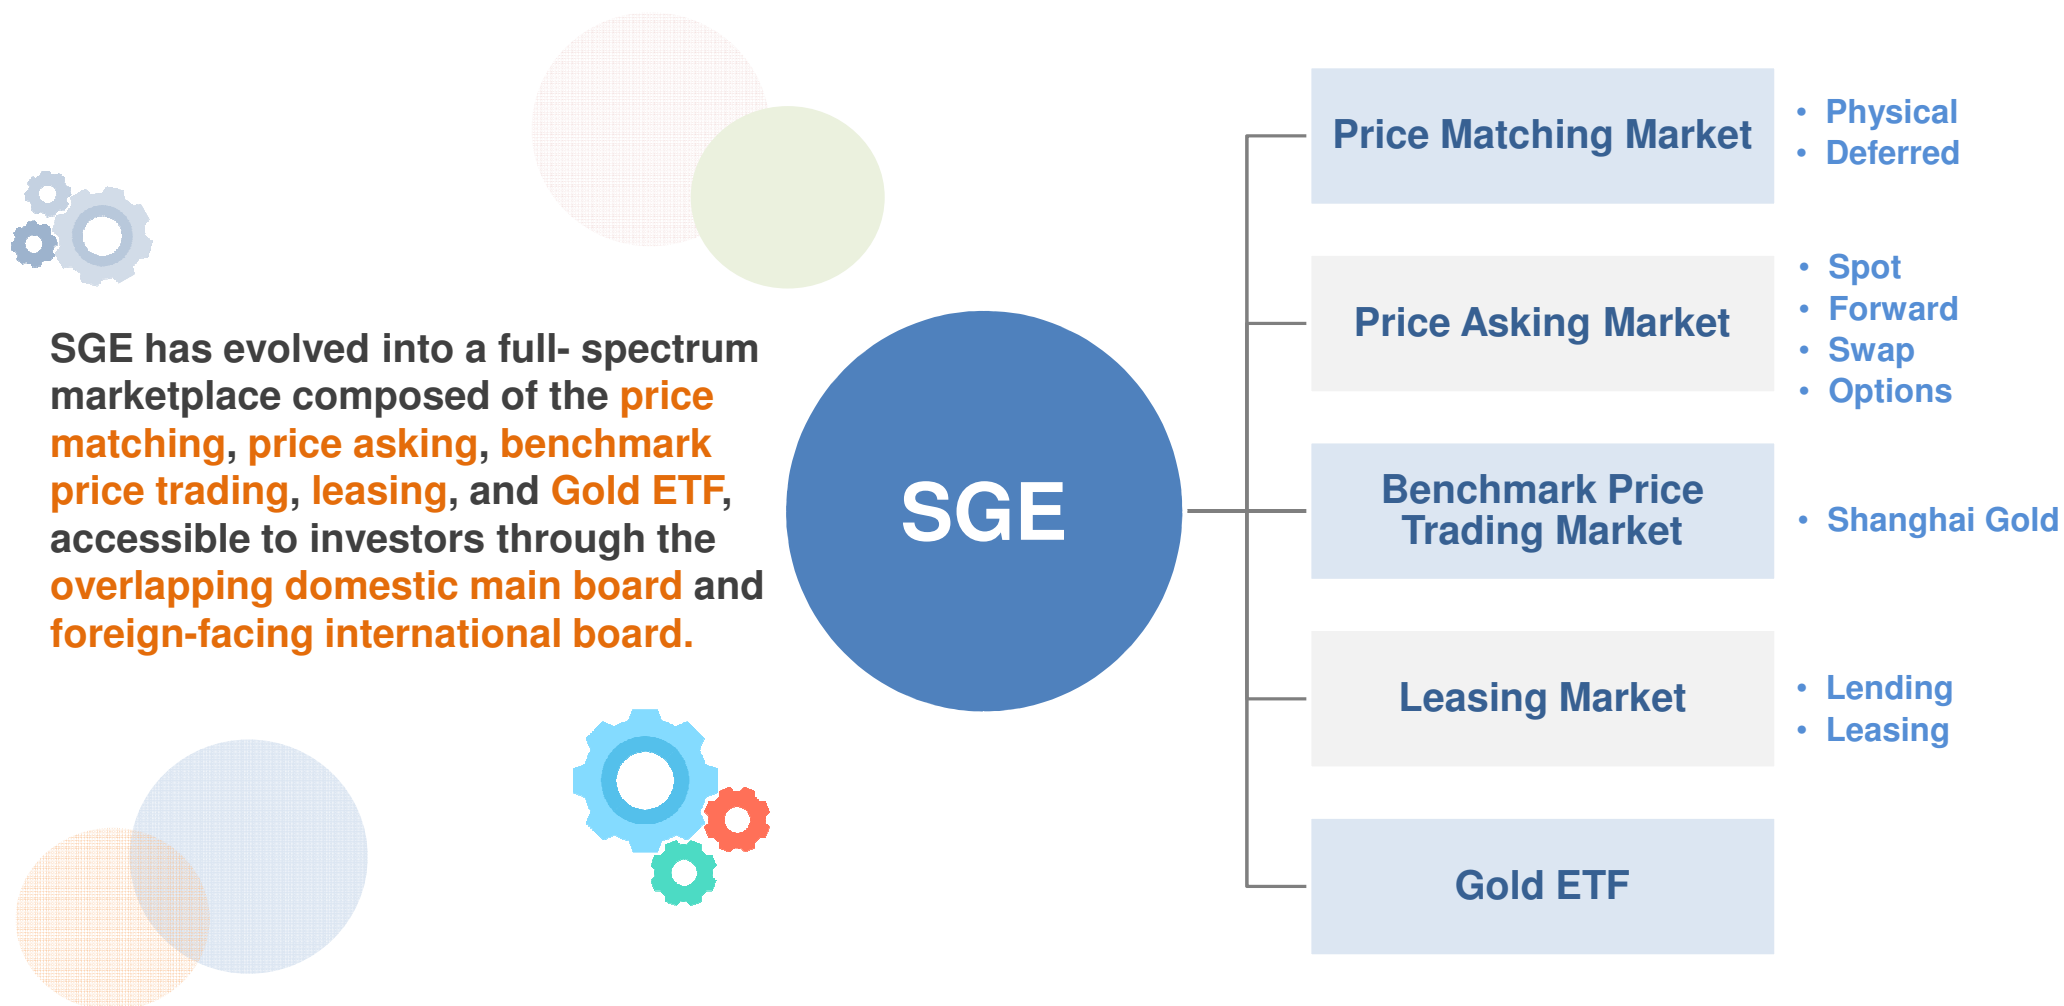 SGE has evolved into a full- spectrum
marketplace composed of the price
matching, price asking, benchmark
price trading, leasing, and Gold ETF,
accessible to investors through the
overlapping domestic main board and
foreign-facing international board.
SGE
Price Matching Market
• Physical
• Deferred
Price Asking Market
• Spot
• Forward
• Swap
• Options
Benchmark Price
Trading Market
• Shanghai Gold
Leasing Market
• Lending
• Leasing
Gold ETF